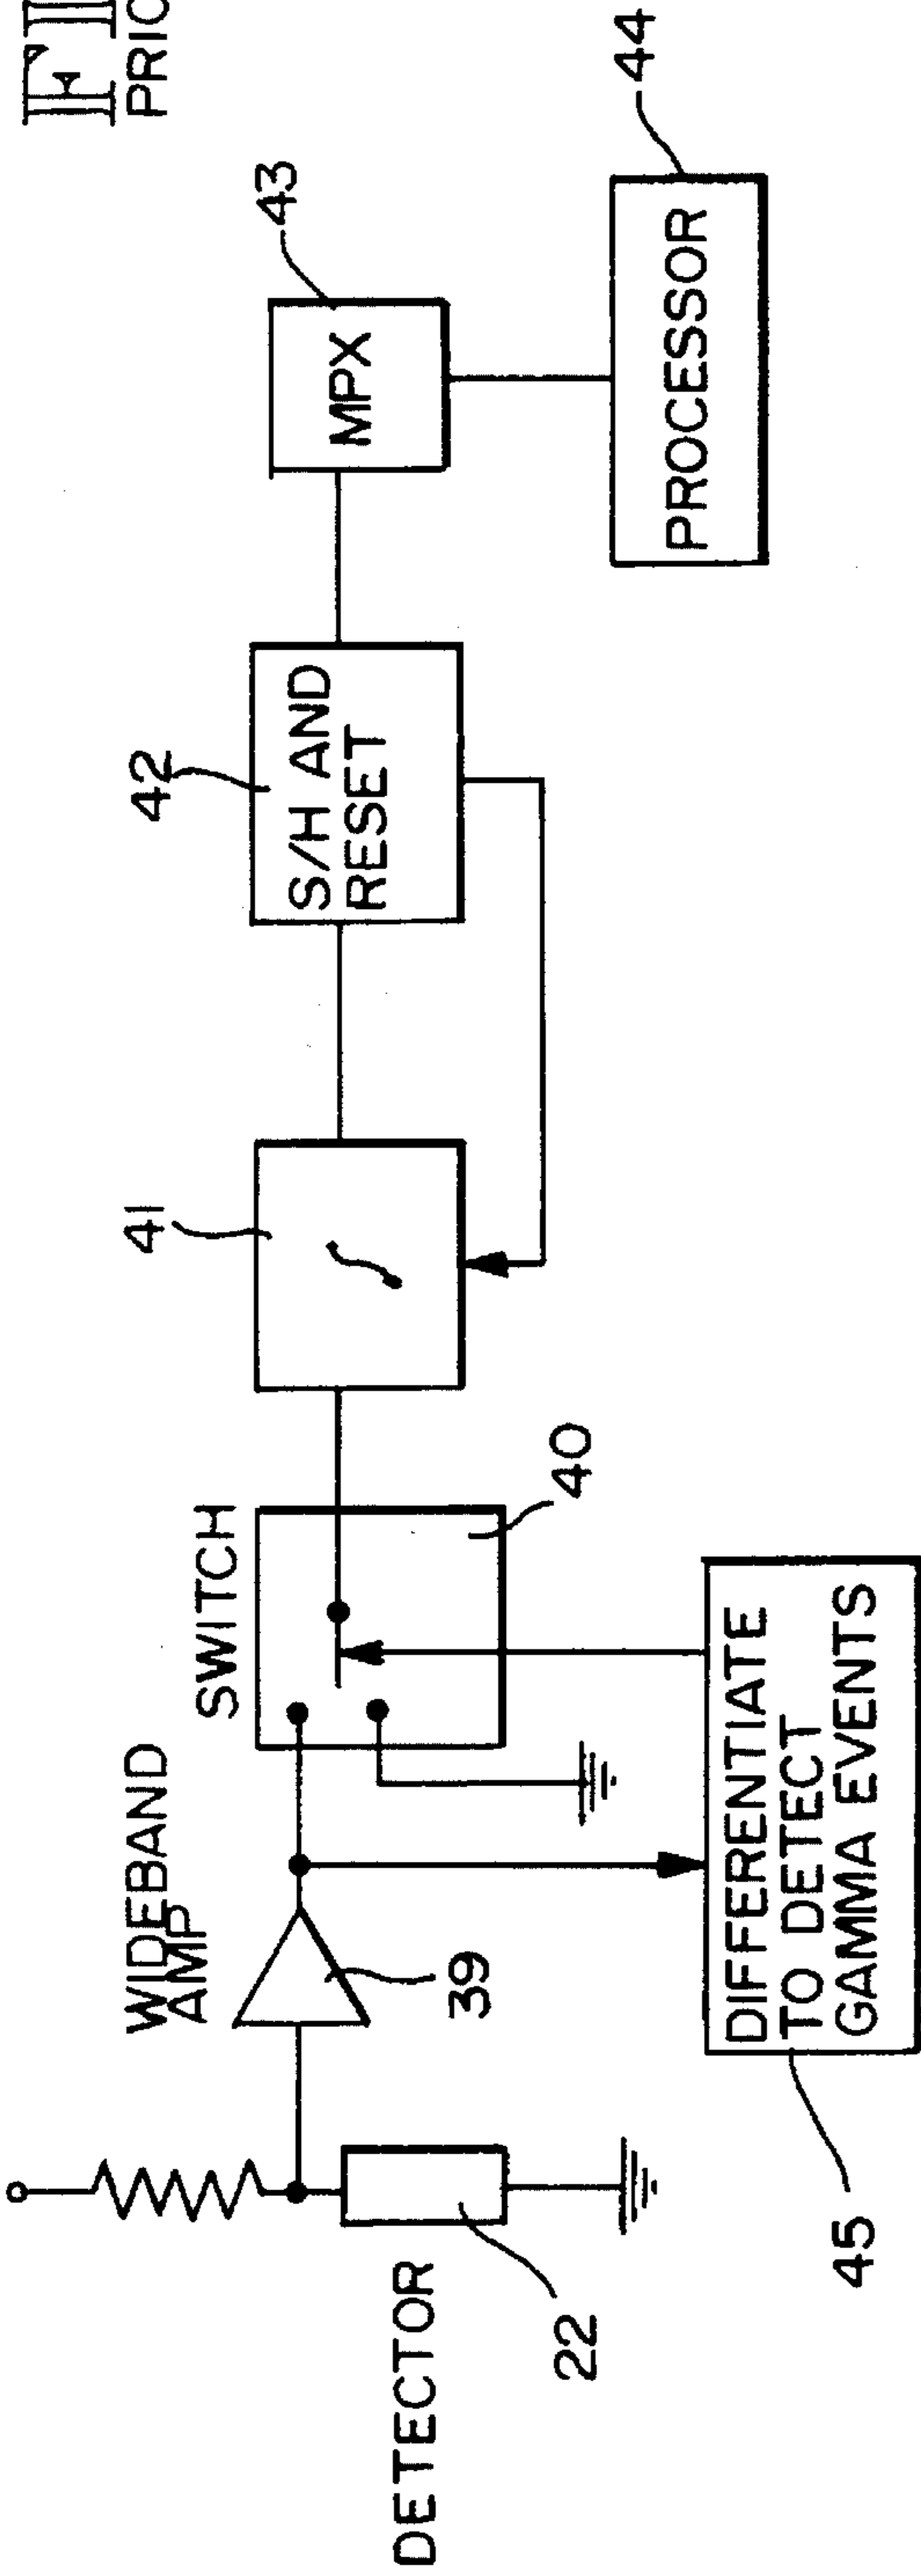 PRIO
WIDEBAND
AMP
SWITCH
41
42
S/H AND
RESET
43
MPX
44
PROCESSOR
39
40
DETECTOR
22
45
DIFFERENTIATE
TO DETECT
GAMMA EVENTS